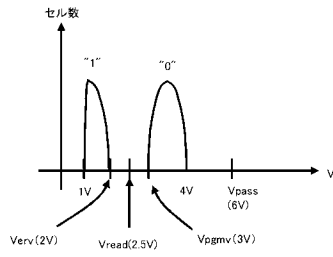 セル数
"1"
"0"
V
1V
4V
Vpass
(6V)
Verv(2V)
Vread(2.5V)
Vpgmv(3V)